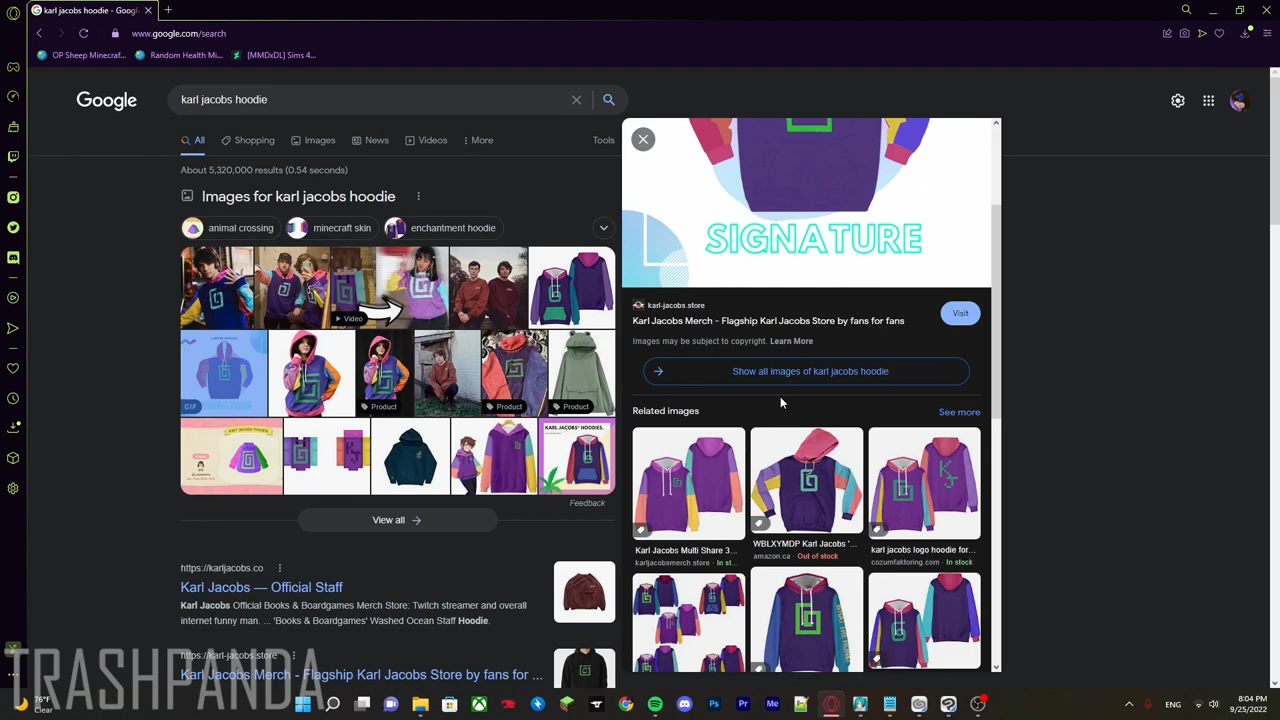 karl jacobs hoodie
www.google.com/search
OP Sheep Minecraf...
Random Health Mi...
[MMDxDL] Sims 4...
Google
karl jacobs hoodie
All
Shopping
Images
News
Videos
More
Tools
About 5,320,000 results (0.54 seconds)
Images for karl jacobs hoodie
animal crossing
minecraft skin
enchantment hoodie
Video
GIF
Product
Product
Product
KARL JACOBS' HOODIES.
Feedback
View all
https://karljacobs.co
Karl Jacobs — Official Staff
Karl Jacobs Official Books & Boardgames Merch Store: Twitch streamer and overall
internet funny man. ... 'Books & Boardgames' Washed Ocean Staff Hoodie.
https://karl-jacobs.store
Karl Jacobs Merch - Flagship Karl Jacobs Store by fans for ...
SIGNATURE
karl-jacobs.store
Karl Jacobs Merch - Flagship Karl Jacobs Store by fans for fans
Visit
Images may be subject to copyright. Learn More
Show all images of karl jacobs hoodie
Related images
See more
Karl Jacobs Multi Share 3...
karljacobsmerch.store · In st...
WBLXYMDP Karl Jacobs '...
amazon.ca · Out of stock
karl jacobs logo hoodie for...
cozumfaktoring.com · In stock
TRASHPANDA
76°F
Clear
ENG
8:04 PM
9/25/2022